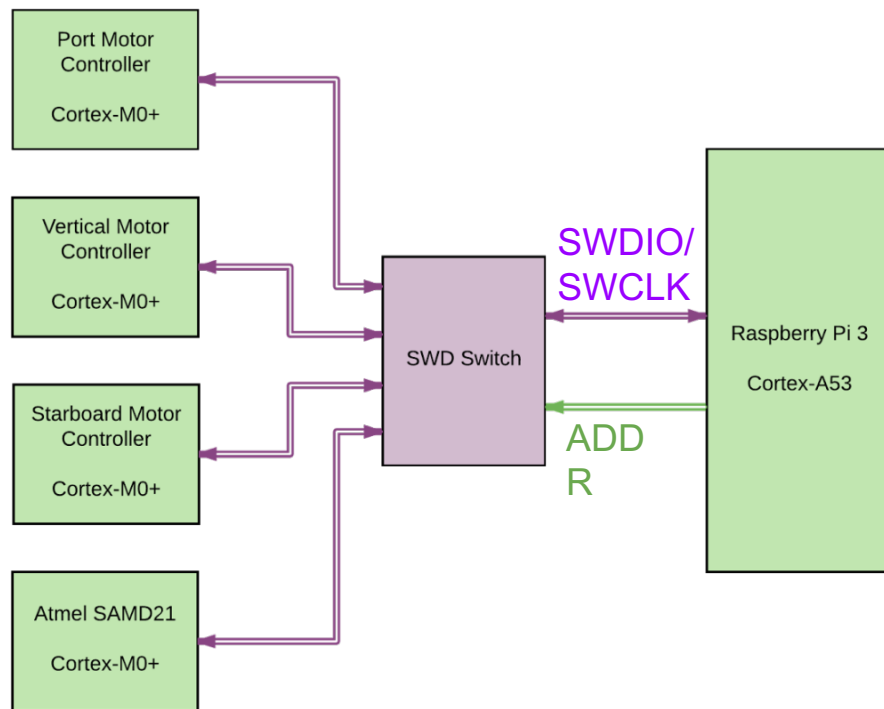 Port Motor
Controller
Cortex-M0+
Vertical Motor
Controller
Cortex-M0+
Starboard Motor
Controller
Cortex-M0+
Atmel SAMD21
Cortex-M0+
SWD Switch
SWDIO/
SWCLK
ADD
R
Raspberry Pi 3
Cortex-A53